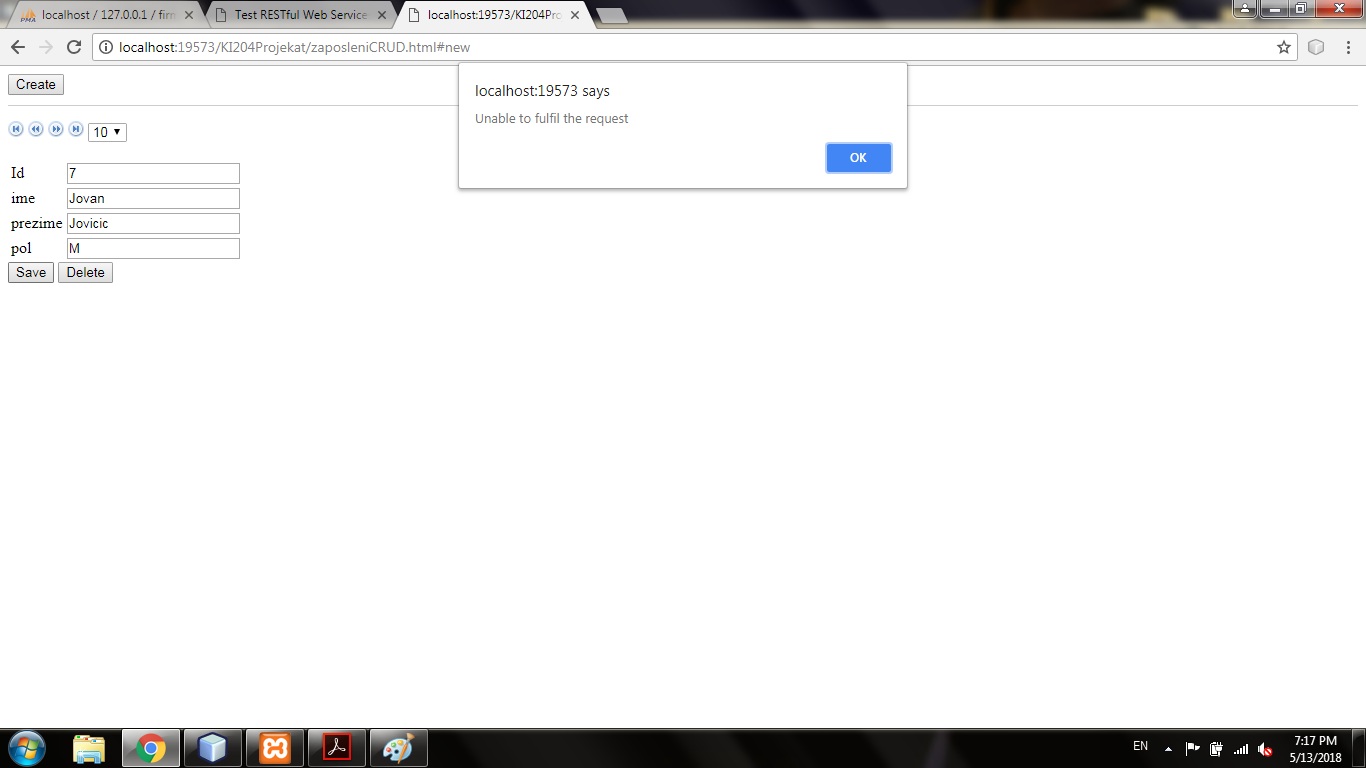 PMA localhost / 127.0.0.1 / firm
Test RESTful Web Service
localhost:19573/KI204Pro
localhost:19573/KI204Projekat/zaposleniCRUD.html#new
Create
localhost:19573 says
Unable to fulfil the request
OK
10
Id 7
ime Jovan
prezime Jovicic
pol M
Save Delete
EN
7:17 PM
5/13/2018